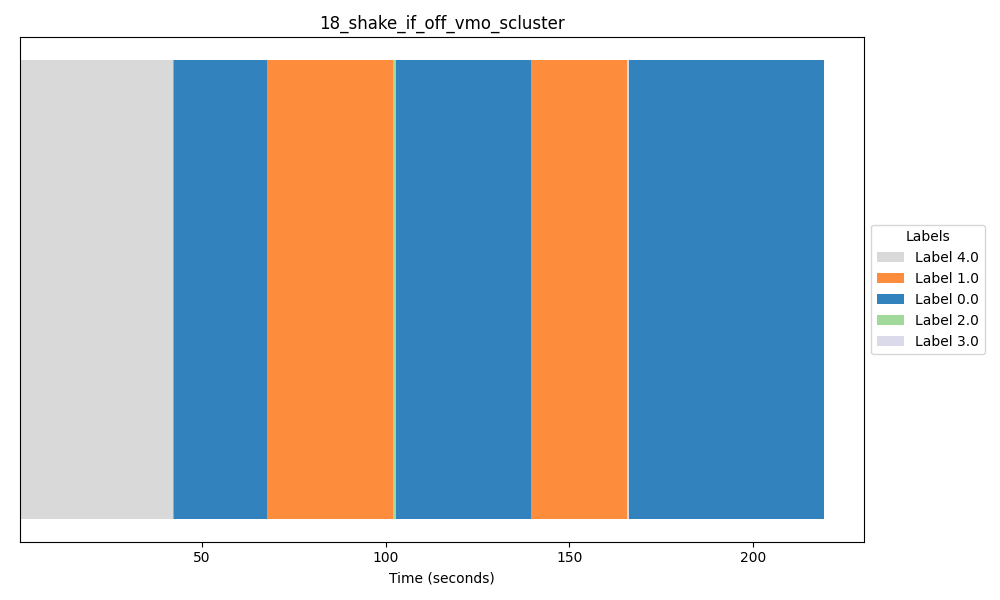 18_shake_if_off_vmo_scluster
Labels
Label 4.0
Label 1.0
Label 0.0
Label 2.0
Label 3.0
50
100
150
200
Time (seconds)